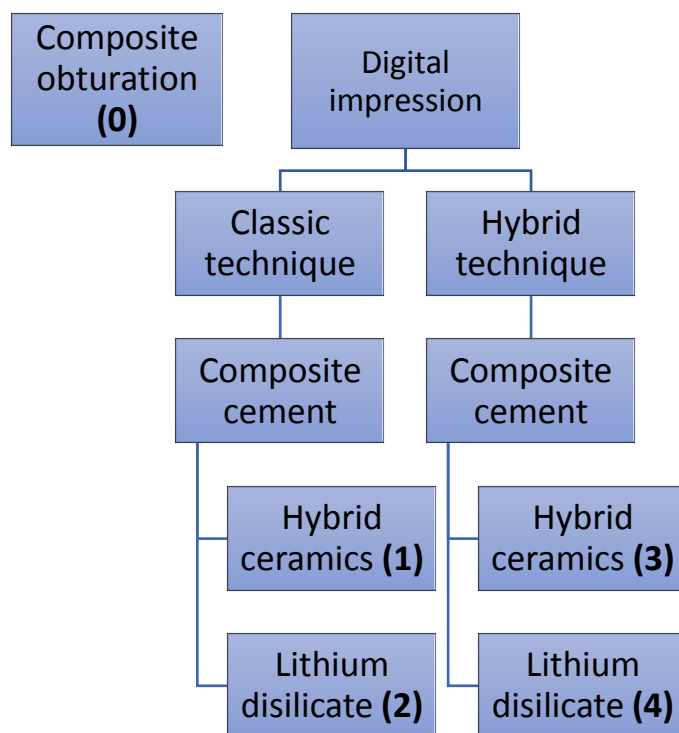 Composite
obturation
(0)
Digital
impression
Classic
technique
Hybrid
technique
Composite
cement
Composite
cement
Hybrid
ceramics (1)
Hybrid
ceramics (3)
Lithium
disilicate (2)
Lithium
disilicate (4)